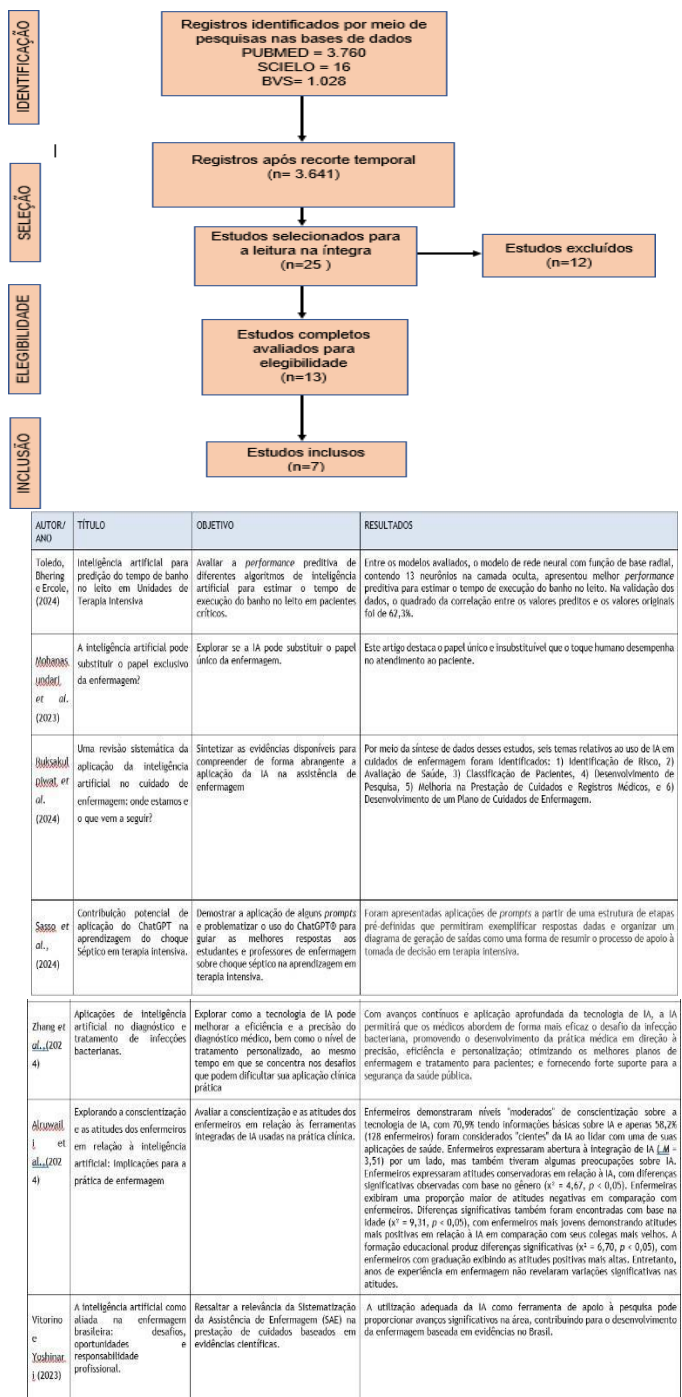 IDENTIFICAÇÃO
Registros identificados por meio de
pesquisas nas bases de dados
PUBMED = 3.760
SCIELO = 16
BVS= 1.028
SELEÇÃO
Registros após recorte temporal
(n= 3.641)
Estudos selecionados para
a leitura na íntegra
(n=25 )
Estudos excluídos
(n=12)
ELEGIBILIDADE
Estudos completos
avaliados para
elegibilidade
(n=13)
INCLUSÃO
Estudos inclusos
(n=7)
AUTOR/
ANO
TÍTULO
OBJETIVO
RESULTADOS
Toledo,
Bhering
e Ercole,
(2024)
Inteligência artificial para
predição do tempo de banho
no leito em Unidades de
Terapia Intensiva
Avaliar a performance preditiva de
diferentes algoritmos de inteligência
artificial para estimar o tempo de
execução do banho no leito em pacientes
críticos.
Entre os modelos avaliados, o modelo de rede neural com função de base radial,
contendo 13 neurônios na camada oculta, apresentou melhor performance
preditiva para estimar o tempo de execução do banho no leito. Na validação dos
dados, o quadrado da correlação entre os valores preditos e os valores originais
foi de 62,3%.
Mohanas
undari
et al.
(2023)
A inteligência artificial pode
substituir o papel exclusivo
da enfermagem?
Explorar se a IA pode substituir o papel
único da enfermagem.
Este artigo destaca o papel único e insubstituível que o toque humano desempenha
no atendimento ao paciente.
Ruksakul
piwat et
al.
(2024)
Uma revisão sistemática da
aplicação da inteligência
artificial no cuidado de
enfermagem: onde estamos e
o que vem a seguir?
Sintetizar as evidências disponíveis para
compreender de forma abrangente a
aplicação da IA na assistência de
enfermagem
Por meio da síntese de dados desses estudos, seis temas relativos ao uso de IA em
cuidados de enfermagem foram identificados: 1) Identificação de Risco, 2)
Avaliação de Saúde, 3) Classificação de Pacientes, 4) Desenvolvimento de
Pesquisa, 5) Melhoria na Prestação de Cuidados e Registros Médicos, e 6)
Desenvolvimento de um Plano de Cuidados de Enfermagem.
Sasso et
al.,
(2024)
Contribuição potencial de
aplicação do ChatGPT na
aprendizagem do choque
Séptico em terapia intensiva.
Demostrar a aplicação de alguns prompts
e problematizar o uso do ChatGPT® para
guiar as melhores respostas aos
estudantes e professores de enfermagem
sobre choque séptico na aprendizagem em
terapia intensiva.
Foram apresentadas aplicações de prompts a partir de uma estrutura de etapas
pré-definidas que permitiram exemplificar respostas dadas e organizar um
diagrama de geração de saídas como uma forma de resumir o processo de apoio à
tomada de decisão em terapia intensiva.
Zhang et
al.,(202
4)
Aplicações de inteligência
artificial no diagnóstico e
tratamento de infecções
bacterianas.
Explorar como a tecnologia de IA pode
melhorar a eficiência e a precisão do
diagnóstico médico, bem como o nível de
tratamento personalizado, ao mesmo
tempo em que se concentra nos desafios
que podem dificultar sua aplicação clínica
prática
Com avanços contínuos e aplicação aprofundada da tecnologia de IA, a IA
permitirá que os médicos abordem de forma mais eficaz o desafio da infecção
bacteriana, promovendo o desenvolvimento da prática médica em direção à
precisão, eficiência e personalização; otimizando os melhores planos de
enfermagem e tratamento para pacientes; e fornecendo forte suporte para a
segurança da saúde pública.
Alruwail
i et
al.,(202
4)
Explorando a conscientização
e as atitudes dos enfermeiros
em relação à inteligência
artificial: implicações para a
prática de enfermagem
Avaliar a conscientização e as atitudes dos
enfermeiros em relação às ferramentas
integradas de IA usadas na prática clínica.
Enfermeiros demonstraram níveis "moderados" de conscientização sobre a
tecnologia de IA, com 70,9% tendo informações básicas sobre IA e apenas 58,2%
(128 enfermeiros) foram considerados "cientes" da IA ao lidar com uma de suas
aplicações de saúde. Enfermeiros expressaram abertura à integração de IA ( M =
3,51) por um lado, mas também tiveram algumas preocupações sobre IA.
Enfermeiros expressaram atitudes conservadoras em relação à IA, com diferenças
significativas observadas com base no gênero (x² = 4,67, p < 0,05). Enfermeiras
exibiram uma proporção maior de atitudes negativas em comparação com
enfermeiros. Diferenças significativas também foram encontradas com base na
idade (x² = 9,31, p < 0,05), com enfermeiros mais jovens demonstrando atitudes
mais positivas em relação à IA em comparação com seus colegas mais velhos. A
formação educacional produz diferenças significativas (x² = 6,70, p < 0,05), com
enfermeiros com graduação exibindo as atitudes positivas mais altas. Entretanto,
anos de experiência em enfermagem não revelaram variações significativas nas
atitudes.
Vitorino
e
Yoshinar
i (2023)
A inteligência artificial como
aliada na enfermagem
brasileira: desafios,
oportunidades e
responsabilidade
profissional.
Ressaltar a relevância da Sistematização
da Assistência de Enfermagem (SAE) na
prestação de cuidados baseados em
evidências científicas.
A utilização adequada da IA como ferramenta de apoio à pesquisa pode
proporcionar avanços significativos na área, contribuindo para o desenvolvimento
da enfermagem baseada em evidências no Brasil.